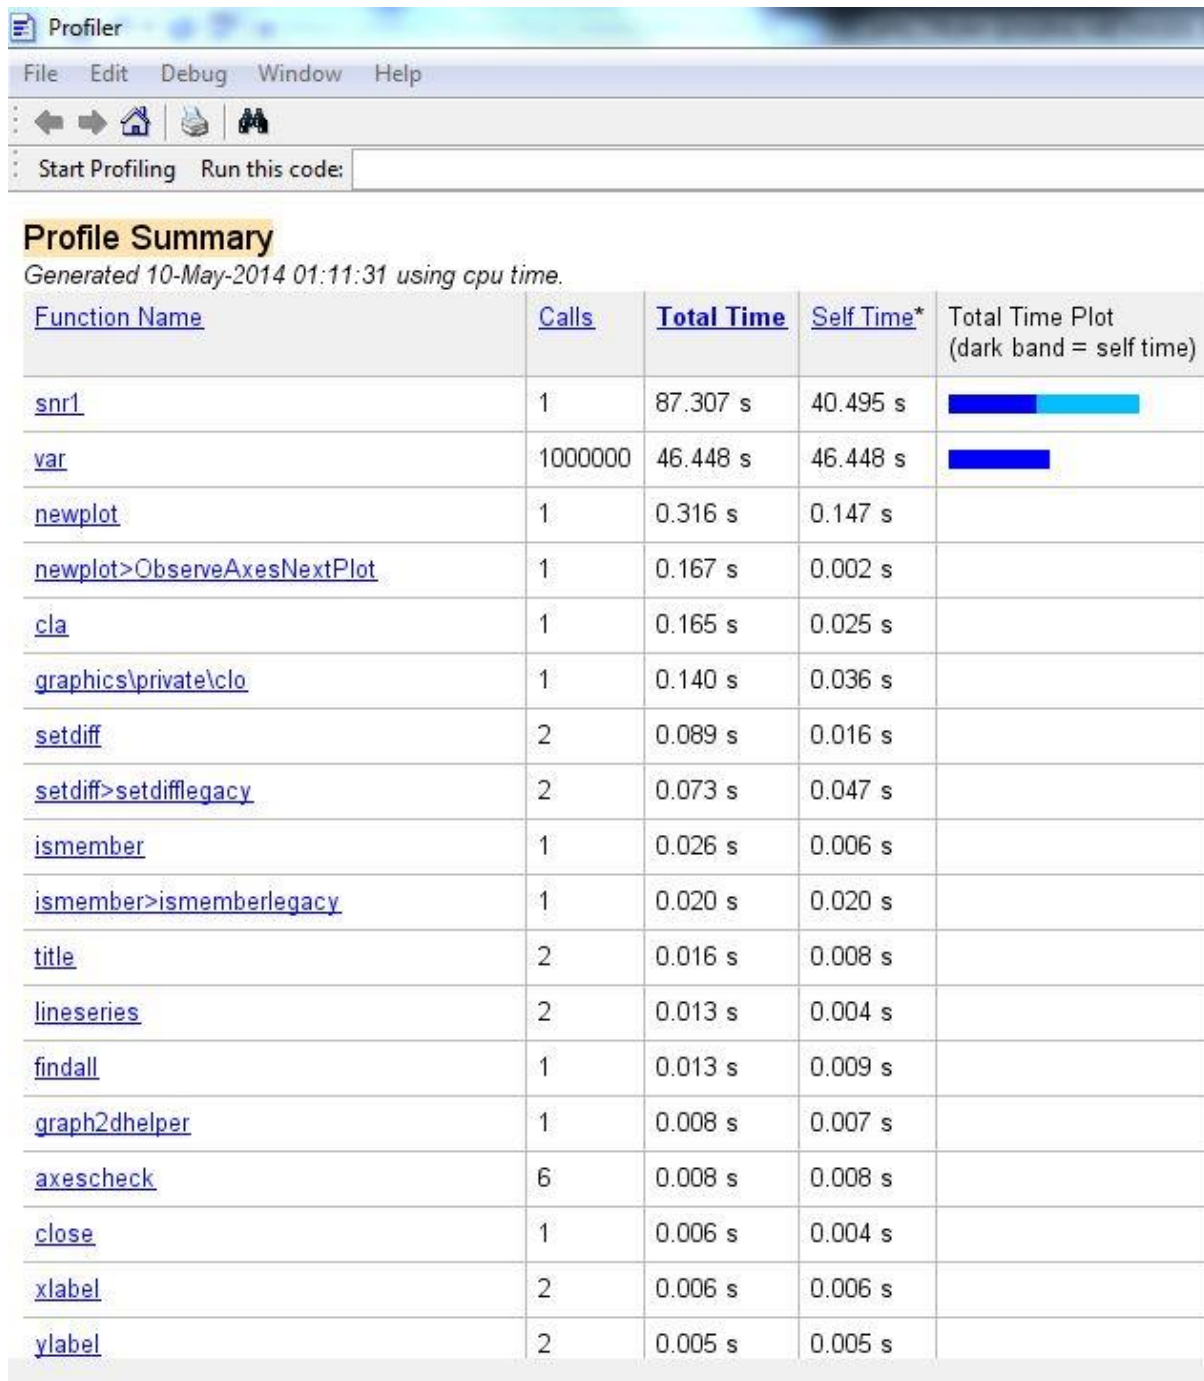 Profiler
File Edit Debug Window Help
Start Profiling Run this code:
Profile Summary
Generated 10-May-2014 01:11:31 using cpu time.
Function Name Calls Total Time Self Time* Total Time Plot
(dark band = self time)
snr1 1 87.307 s 40.495 s
var 1000000 46.448 s 46.448 s
newplot 1 0.316 s 0.147 s
newplot>ObserveAxesNextPlot 1 0.167 s 0.002 s
cla 1 0.165 s 0.025 s
graphics\private\clo 1 0.140 s 0.036 s
setdiff 2 0.089 s 0.016 s
setdiff>setdifflegacy 2 0.073 s 0.047 s
ismember 1 0.026 s 0.006 s
ismember>ismemberlegacy 1 0.020 s 0.020 s
title 2 0.016 s 0.008 s
lineseries 2 0.013 s 0.004 s
findall 1 0.013 s 0.009 s
graph2dhelper 1 0.008 s 0.007 s
axescheck 6 0.008 s 0.008 s
close 1 0.006 s 0.004 s
xlabel 2 0.006 s 0.006 s
ylabel 2 0.005 s 0.005 s